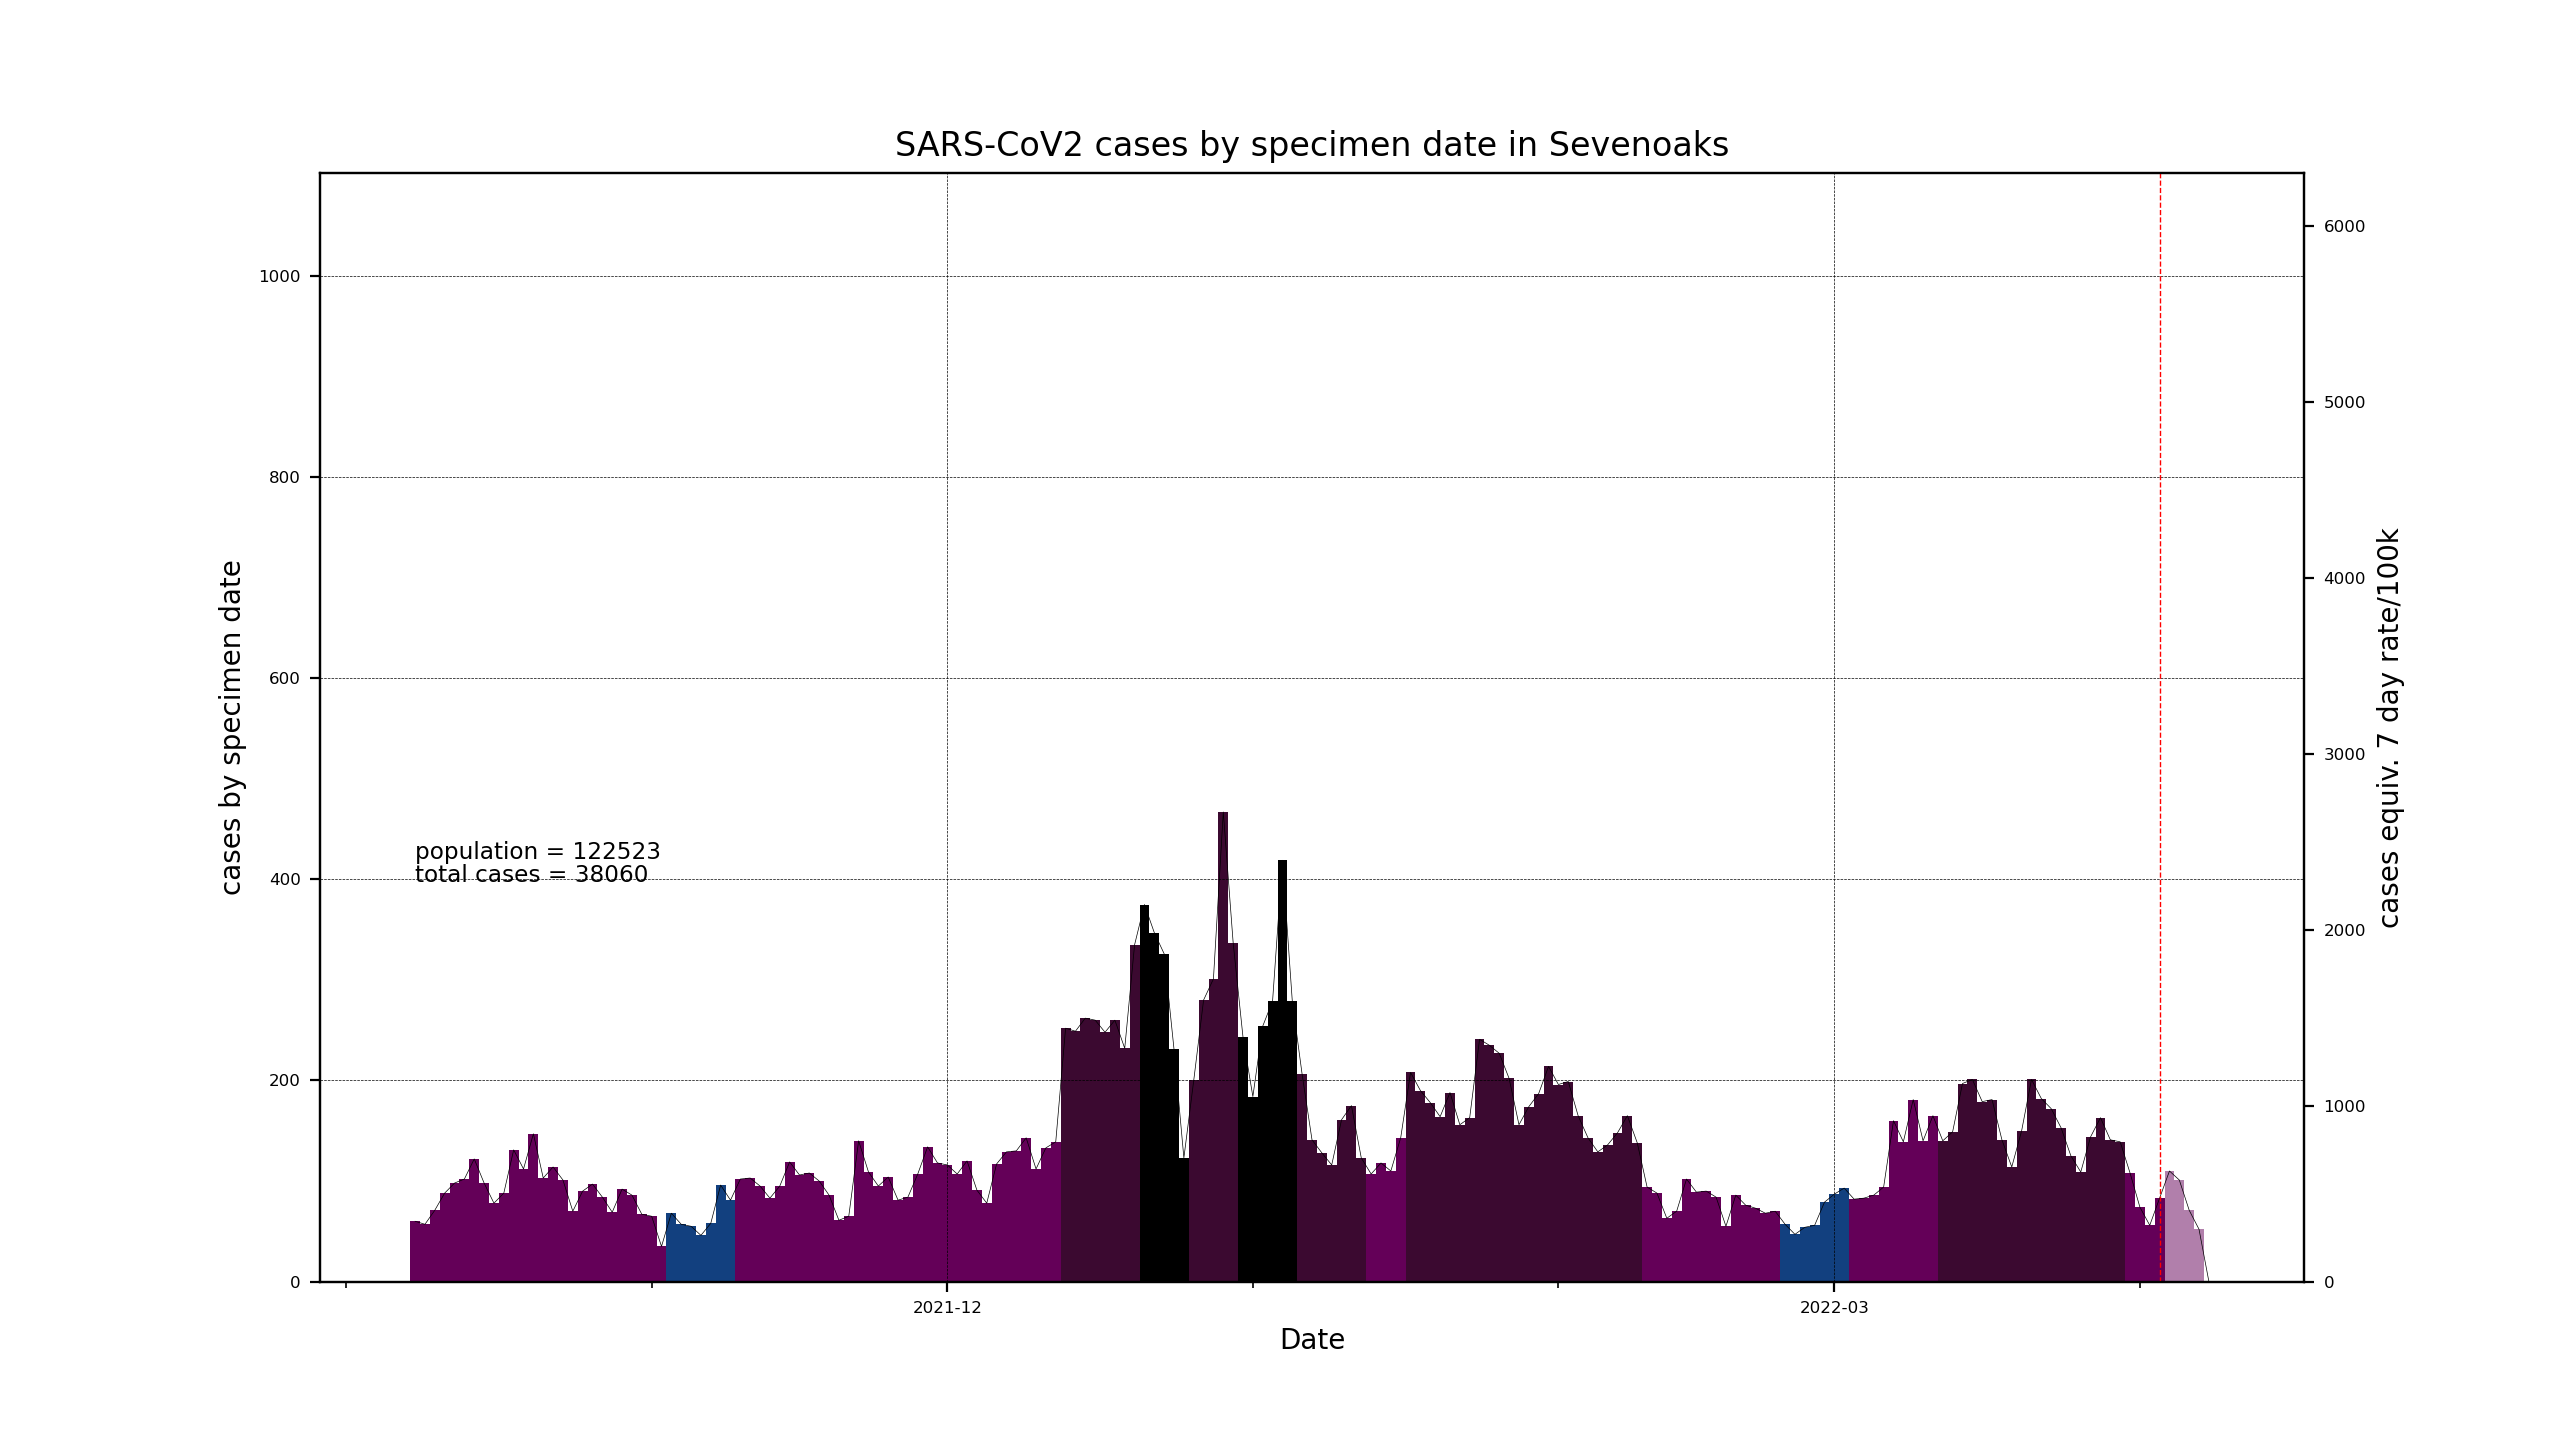 SARS-CoV2 cases by specimen date in Sevenoaks
cases by specimen date
1000
800
600
400
200
0
population = 122523
total cases = 38060
6000
5000
4000
3000
2000
1000
0
cases equiv. 7 day rate/100k
2021-12
2022-03
Date